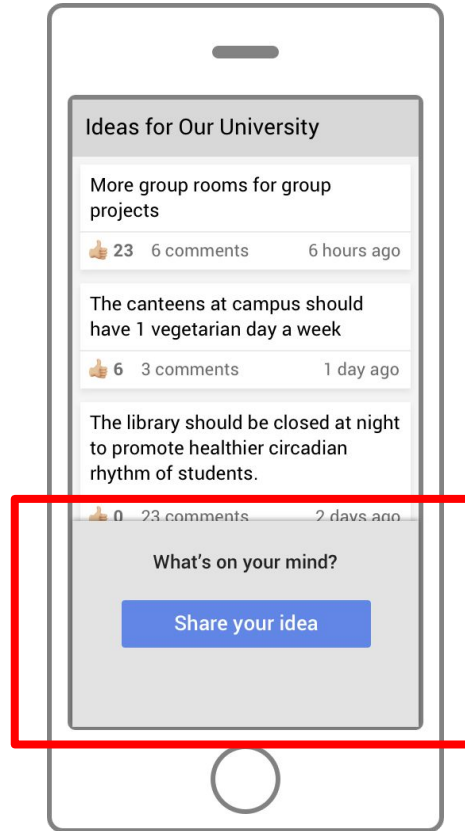 Ideas for Our University
More group rooms for group
projects
23 6 comments 6 hours ago
The canteens at campus should
have 1 vegetarian day a week
6 3 comments 1 day ago
The library should be closed at night
to promote healthier circadian
rhythm of students.
0 23 comments 2 days ago
What's on your mind?
Share your idea